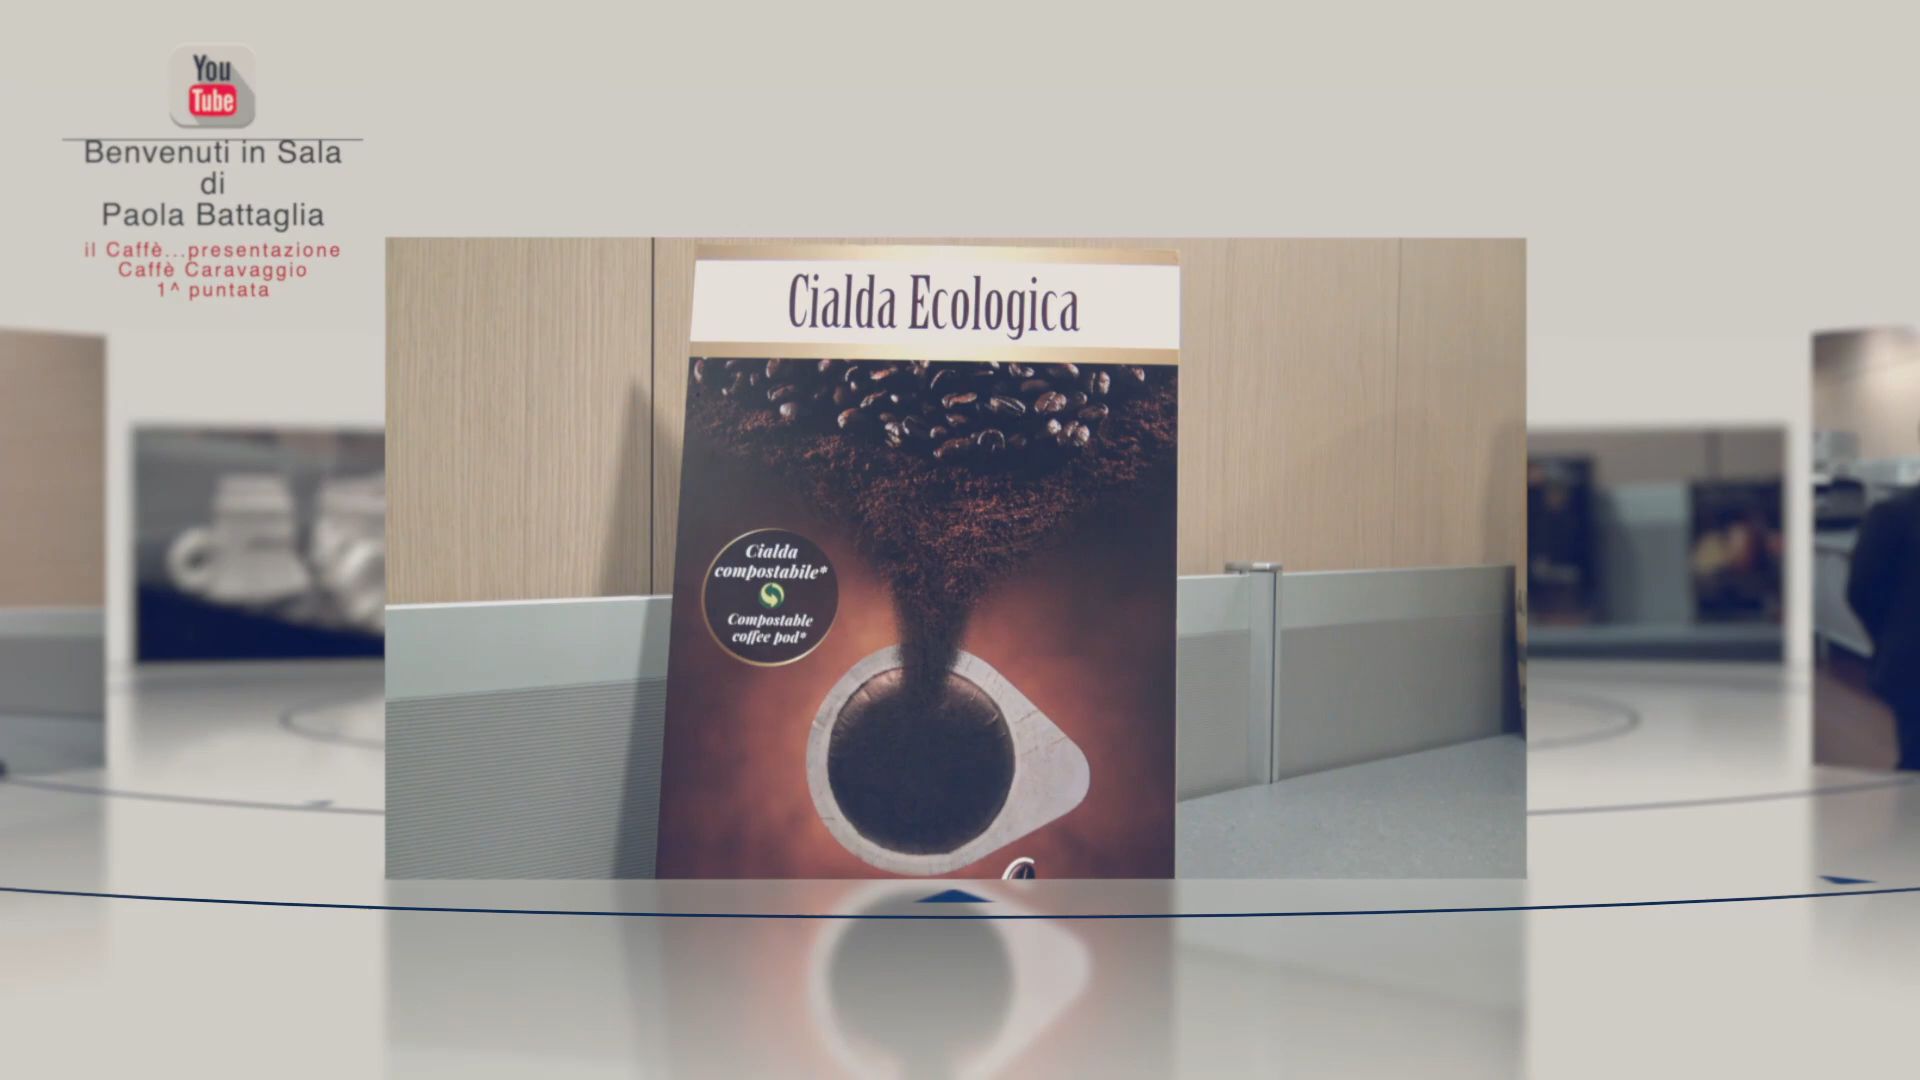 You
Tube
Benvenuti in Sala
di
Paola Battaglia
il Caffè...presentazione
Caffè Caravaggio
1^ puntata
Cialda Ecologica
Cialda
compostabile*
Compostable
coffee pod*